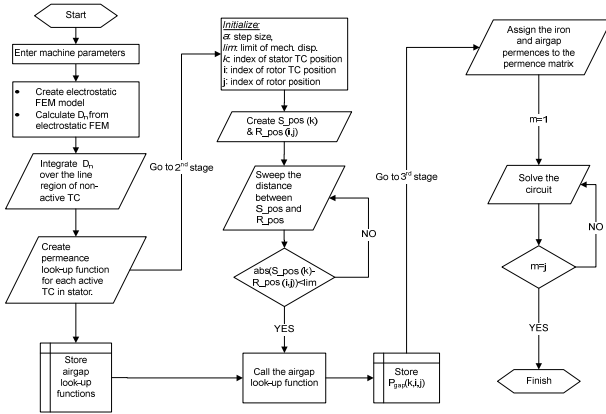 Start
Enter machine parameters
• Create electrostatic
FEM model
• Calculate Dn from
electrostatic FEM
Integrate Dn
over the line
region of non-
active TC
Create
permeance
look-up function
for each active
TC in stator.
Store
airgap
look-up
functions
Go to 2nd stage
Initialize:
a: step size,
lim: limit of mech. disp.
k: index of stator TC position
i: index of rotor TC position
j: index of rotor position
Create S_pos (k)
& R_pos (i,j)
Sweep the
distance
between
S_pos and
R_pos
NO
abs(S_pos (k)-
R_pos (i,j))<lim
YES
Call the airgap
look-up function
Store
Pgap(k,i,j)
Go to 3rd stage
Assign the iron
and airgap
permences to the
permence matrix
m=1
Solve the
circuit
NO
m=j
YES
Finish